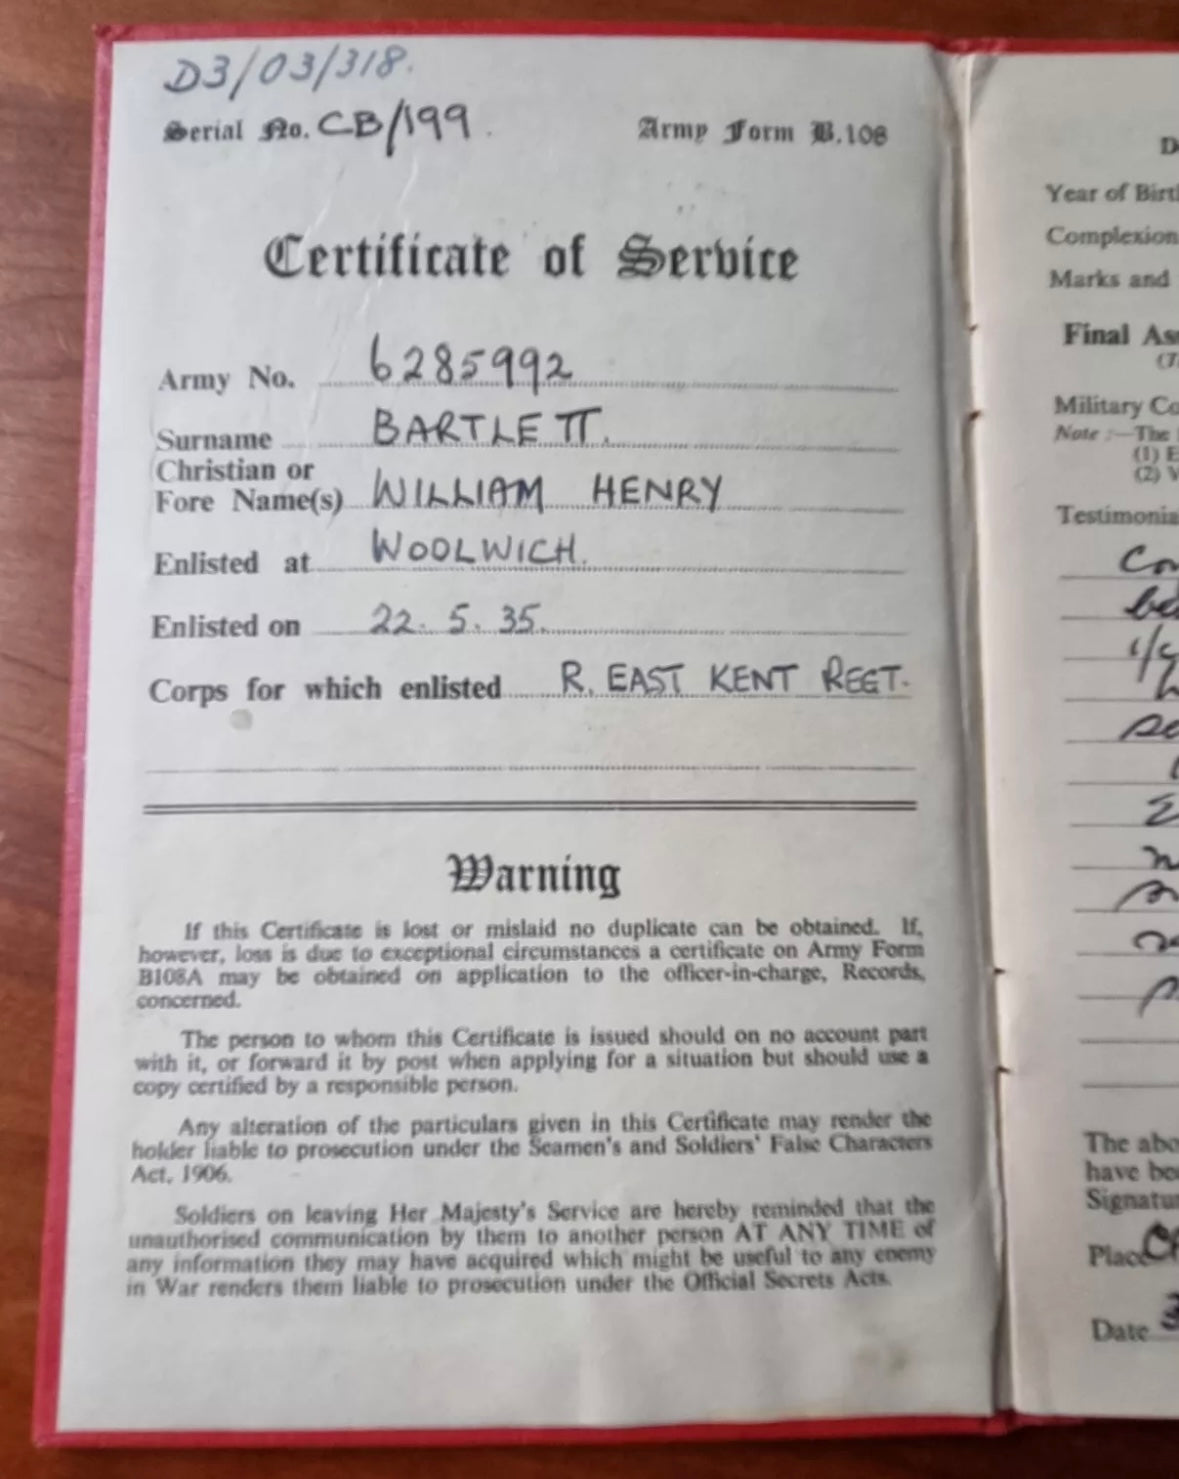 D3/03/318.
Serial No. CB/199.
Army Form B.108
Certificate of Service
Army No. 6285992
Surname BARTLETT.
Christian or
Fore Name(s) WILLIAM HENRY
Enlisted at WOOLWICH.
Enlisted on 22. 5. 35.
Corps for which enlisted R. EAST KENT REGT.
Warning
If this Certificate is lost or mislaid no duplicate can be obtained. If,
however, loss is due to exceptional circumstances a certificate on Army Form
B108A may be obtained on application to the officer-in-charge, Records,
concerned.
The person to whom this Certificate is issued should on no account part
with it, or forward it by post when applying for a situation but should use a
copy certified by a responsible person.
Any alteration of the particulars given in this Certificate may render the
holder liable to prosecution under the Seamen's and Soldiers' False Characters
Act, 1906.
Soldiers on leaving Her Majesty's Service are hereby reminded that the
unauthorised communication by them to another person AT ANY TIME of
any information they may have acquired which might be useful to any enemy
in War renders them liable to prosecution under the Official Secrets Acts.
Year of Birt
Complexion
Marks and
Final Ass
Military Co
Note :—The
(1) E
(2) V
Testimonia
The abo
have bee
Signatu
Place
Date